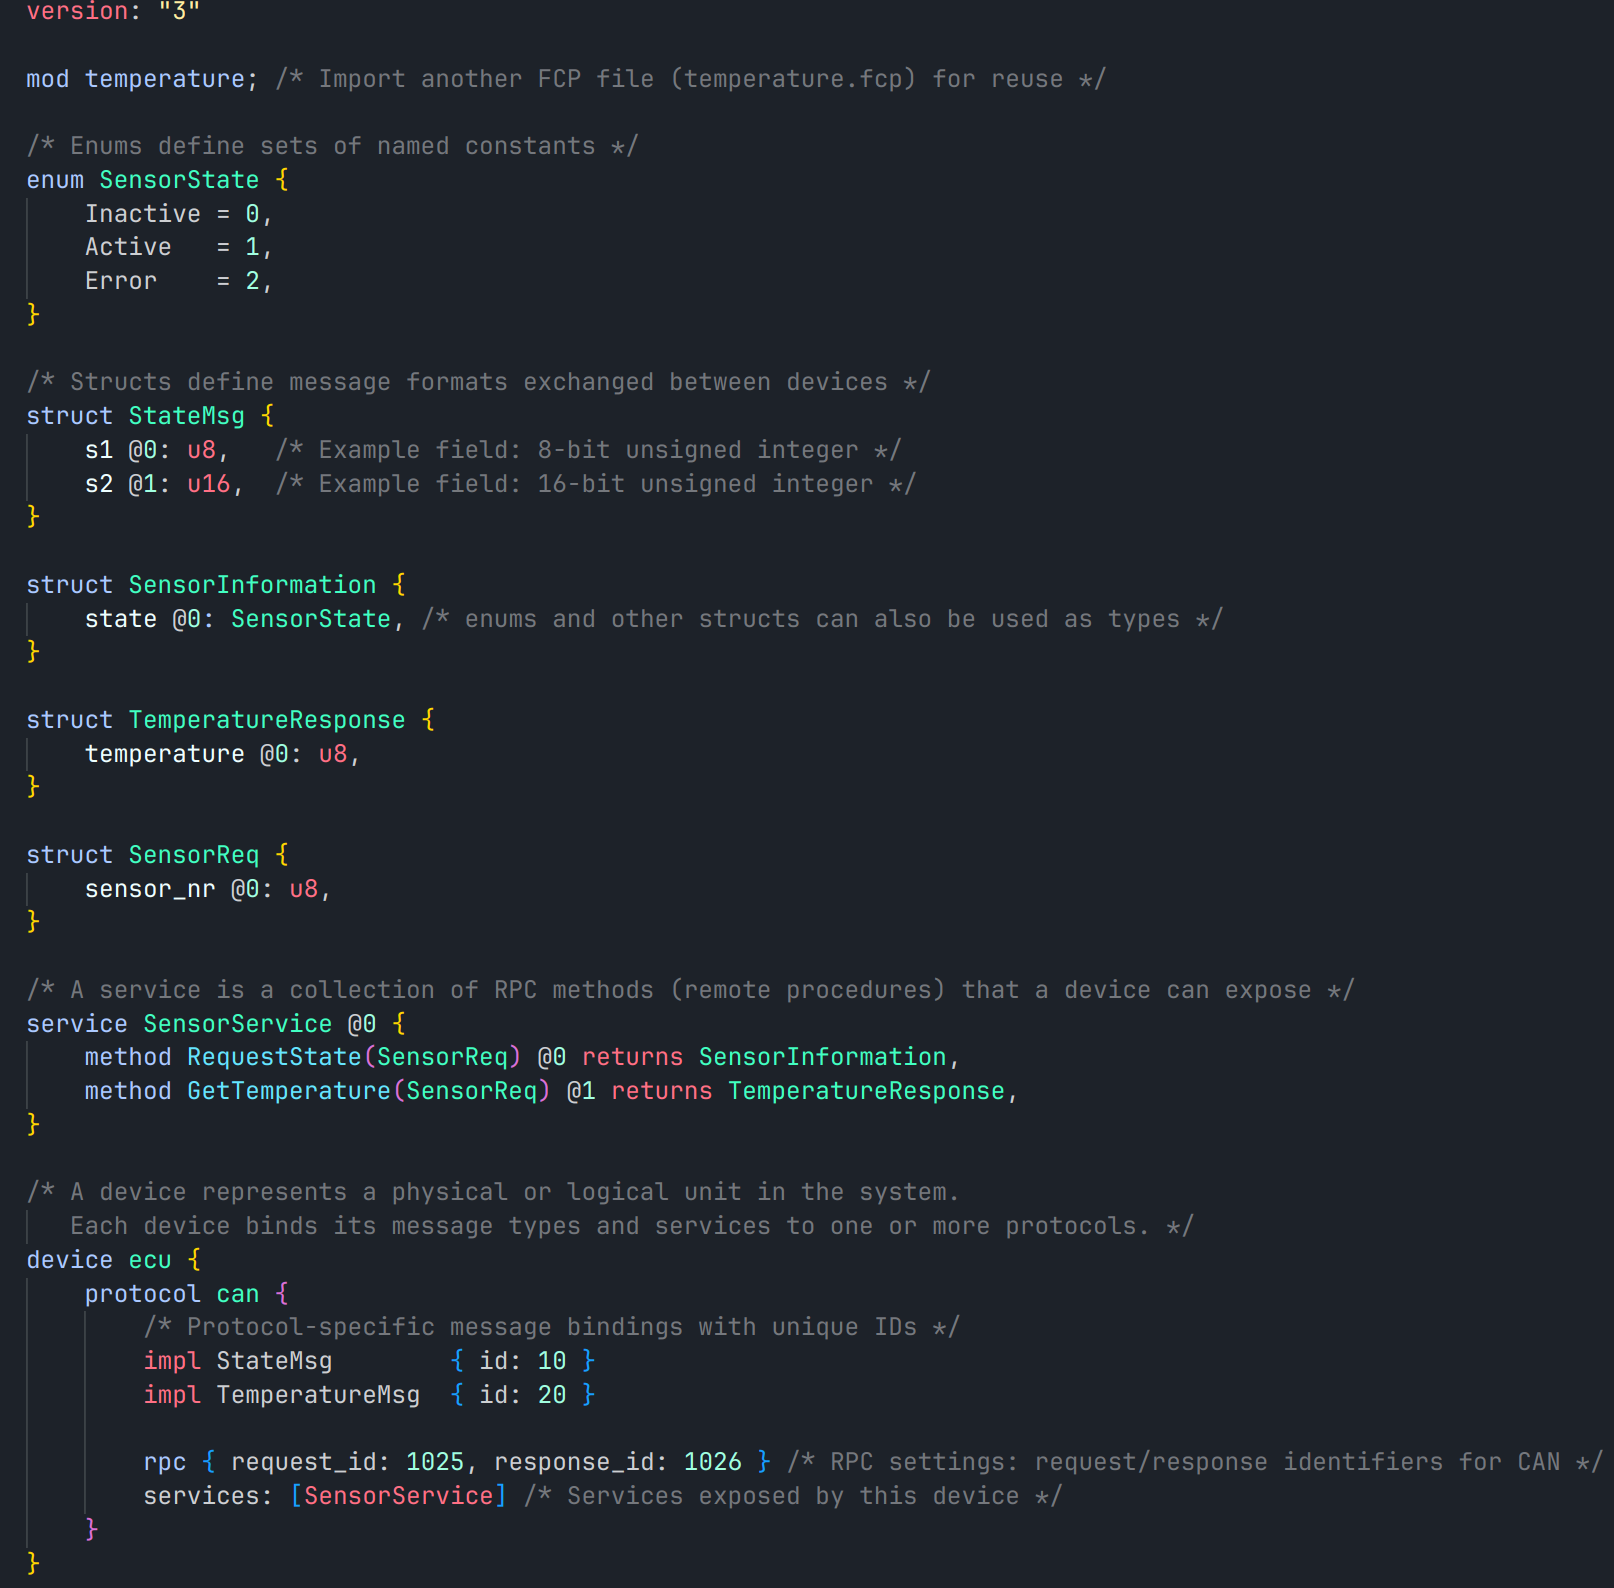 version: "3"
mod temperature; /* Import another FCP file (temperature.fcp) for reuse */
/* Enums define sets of named constants */
enum SensorState {
    Inactive = 0,
    Active   = 1,
    Error    = 2,
}
/* Structs define message formats exchanged between devices */
struct StateMsg {
    s1 @0: u8,   /* Example field: 8-bit unsigned integer */
    s2 @1: u16,  /* Example field: 16-bit unsigned integer */
}
struct SensorInformation {
    state @0: SensorState, /* enums and other structs can also be used as types */
}
struct TemperatureResponse {
    temperature @0: u8,
}
struct SensorReq {
    sensor_nr @0: u8,
}
/* A service is a collection of RPC methods (remote procedures) that a device can expose */
service SensorService @0 {
    method RequestState(SensorReq) @0 returns SensorInformation,
    method GetTemperature(SensorReq) @1 returns TemperatureResponse,
}
/* A device represents a physical or logical unit in the system.
   Each device binds its message types and services to one or more protocols. */
device ecu {
    protocol can {
        /* Protocol-specific message bindings with unique IDs */
        impl StateMsg        { id: 10 }
        impl TemperatureMsg  { id: 20 }
        rpc { request_id: 1025, response_id: 1026 } /* RPC settings: request/response identifiers for CAN */
        services: [SensorService] /* Services exposed by this device */
    }
}